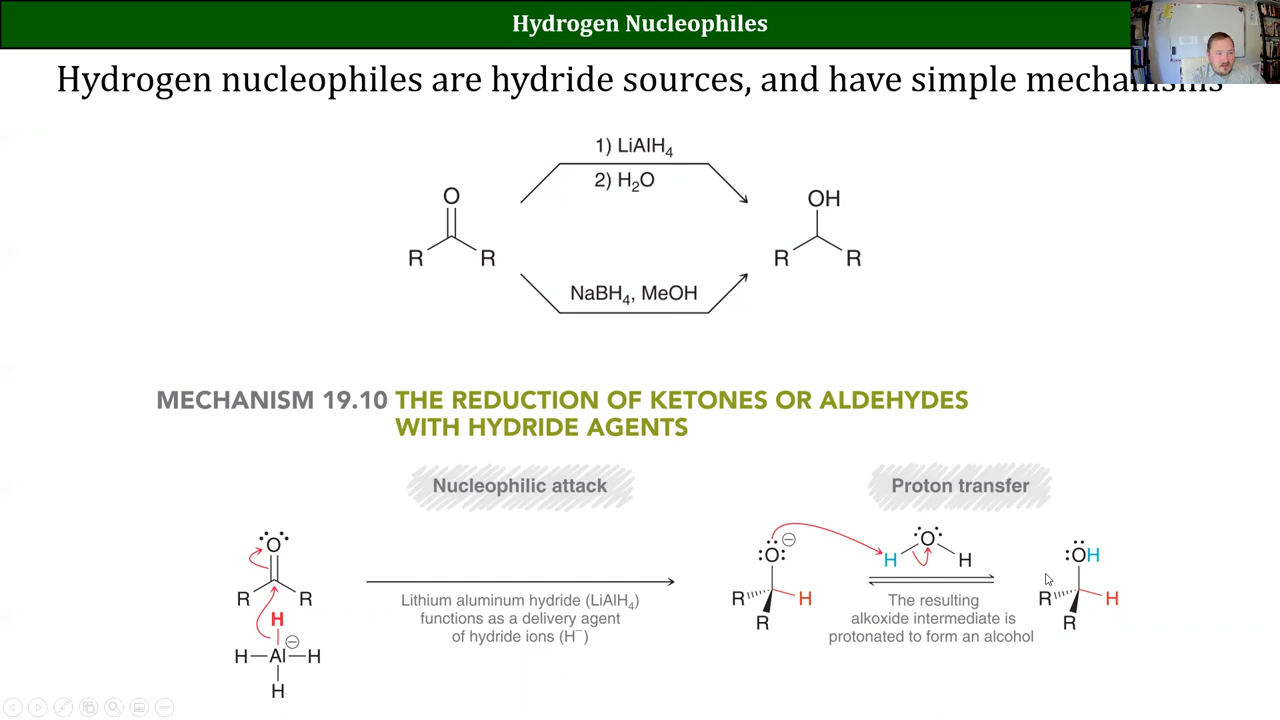 Hydrogen Nucleophiles
Hydrogen nucleophiles are hydride sources, and have simple mechanisms
1) LiAlH₄
2) H₂O
O
R
R
OH
R
R
NaBH₄, MeOH
MECHANISM 19.10 THE REDUCTION OF KETONES OR ALDEHYDES
WITH HYDRIDE AGENTS
Nucleophilic attack
Proton transfer
O
R
R
H
H
Al
H
H
Lithium aluminum hydride (LiAlH₄)
functions as a delivery agent
of hydride ions (H⁻)
O
R
R
H
H
O
H
The resulting
alkoxide intermediate is
protonated to form an alcohol
OH
R
R
H